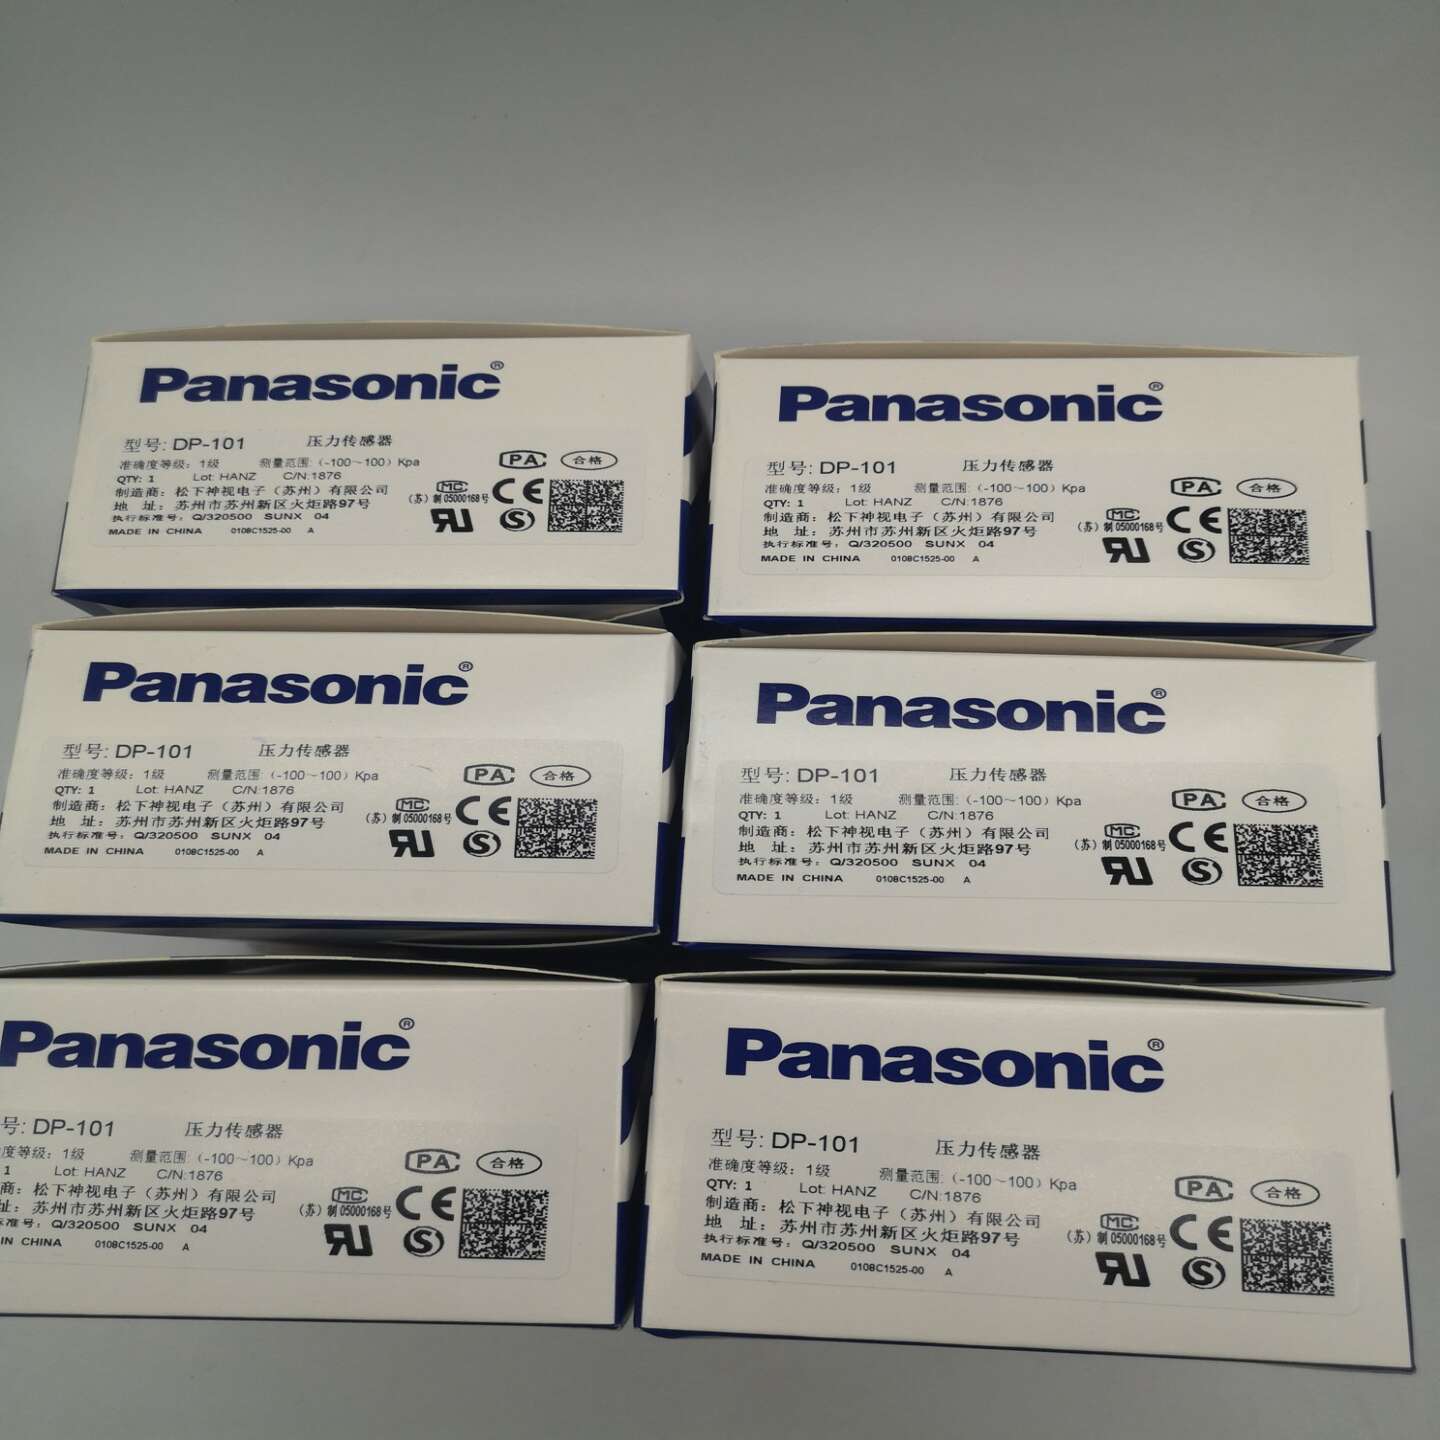 Panasonic®
型号: DP-101 压力传感器
准确度等级: 1级 测量范围: (-100~100) Kpa
QTY: 1 Lot: HANZ C/N:1876
制造商: 松下神视电子（苏州）有限公司
地 址: 苏州市苏州新区火炬路97号
执行标准号: Q/320500 SUNX 04
MADE IN CHINA 0108C1525-00 A
PA 合格
MC
(苏) 制 05000168号 CE
Panasonic®
型号: DP-101 压力传感器
准确度等级: 1级 测量范围: (-100~100) Kpa
QTY: 1 Lot: HANZ C/N:1876
制造商: 松下神视电子（苏州）有限公司
地 址: 苏州市苏州新区火炬路97号
执行标准号: Q/320500 SUNX 04
MADE IN CHINA 0108C1525-00 A
PA 合格
MC
(苏) 制 05000168号 CE
Panasonic®
型号: DP-101 压力传感器
准确度等级: 1级 测量范围: (-100~100) Kpa
QTY: 1 Lot: HANZ C/N:1876
制造商: 松下神视电子（苏州）有限公司
地 址: 苏州市苏州新区火炬路97号
执行标准号: Q/320500 SUNX 04
MADE IN CHINA 0108C1525-00 A
PA 合格
MC
(苏) 制 05000168号 CE
Panasonic®
型号: DP-101 压力传感器
准确度等级: 1级 测量范围: (-100~100) Kpa
QTY: 1 Lot: HANZ C/N:1876
制造商: 松下神视电子（苏州）有限公司
地 址: 苏州市苏州新区火炬路97号
执行标准号: Q/320500 SUNX 04
MADE IN CHINA 0108C1525-00 A
PA 合格
MC
(苏) 制 05000168号 CE
Panasonic®
号: DP-101 压力传感器
度等级: 1级 测量范围: (-100~100) Kpa
1 Lot: HANZ C/N:1876
商: 松下神视电子（苏州）有限公司
址: 苏州市苏州新区火炬路97号
标准号: Q/320500 SUNX 04
IN CHINA 0108C1525-00 A
PA 合格
MC
(苏) 制 05000168号 CE
Panasonic®
型号: DP-101 压力传感器
准确度等级: 1级 测量范围: (-100~100) Kpa
QTY: 1 Lot: HANZ C/N:1876
制造商: 松下神视电子（苏州）有限公司
地 址: 苏州市苏州新区火炬路97号
执行标准号: Q/320500 SUNX 04
MADE IN CHINA 0108C1525-00 A
PA 合格
MC
(苏) 制 05000168号 CE